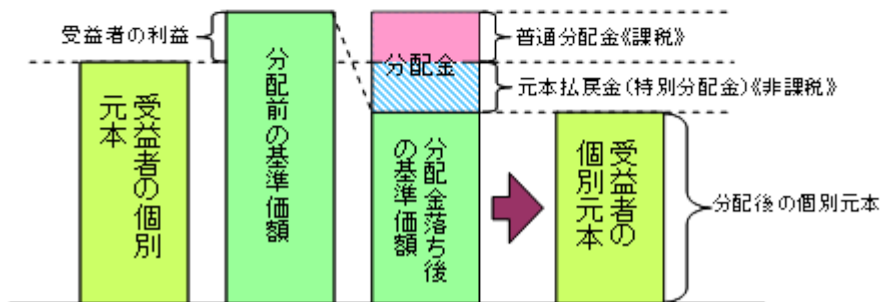 受益者の利益
受益者の個別
元本
分配前の基準価額
分配金
分配金落ち後
の基準価額
普通分配金《課税》
元本払戻金(特別分配金)《非課税》
受益者の
個別元本
分配後の個別元本